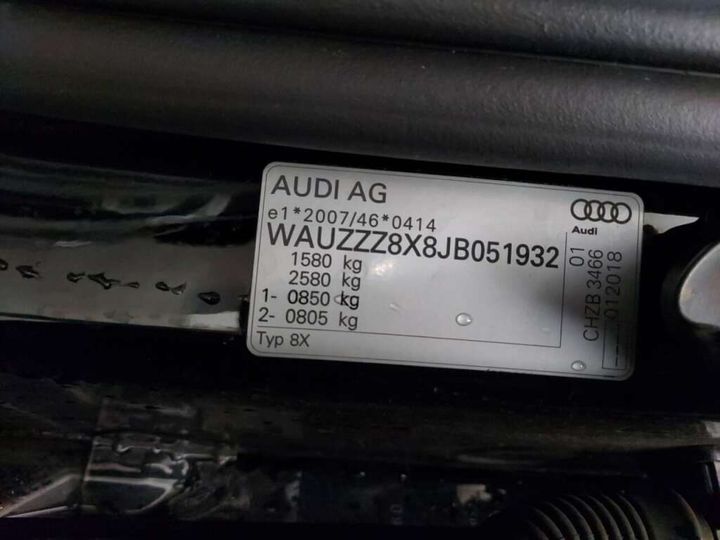 AUDI AG
e1*2007/46*0414
WAUZZZ8X8JB051932
1580 kg
2580 kg
1- 0850 kg
2- 0805 kg
Typ 8X
Audi
CHZB 3466 01
012018